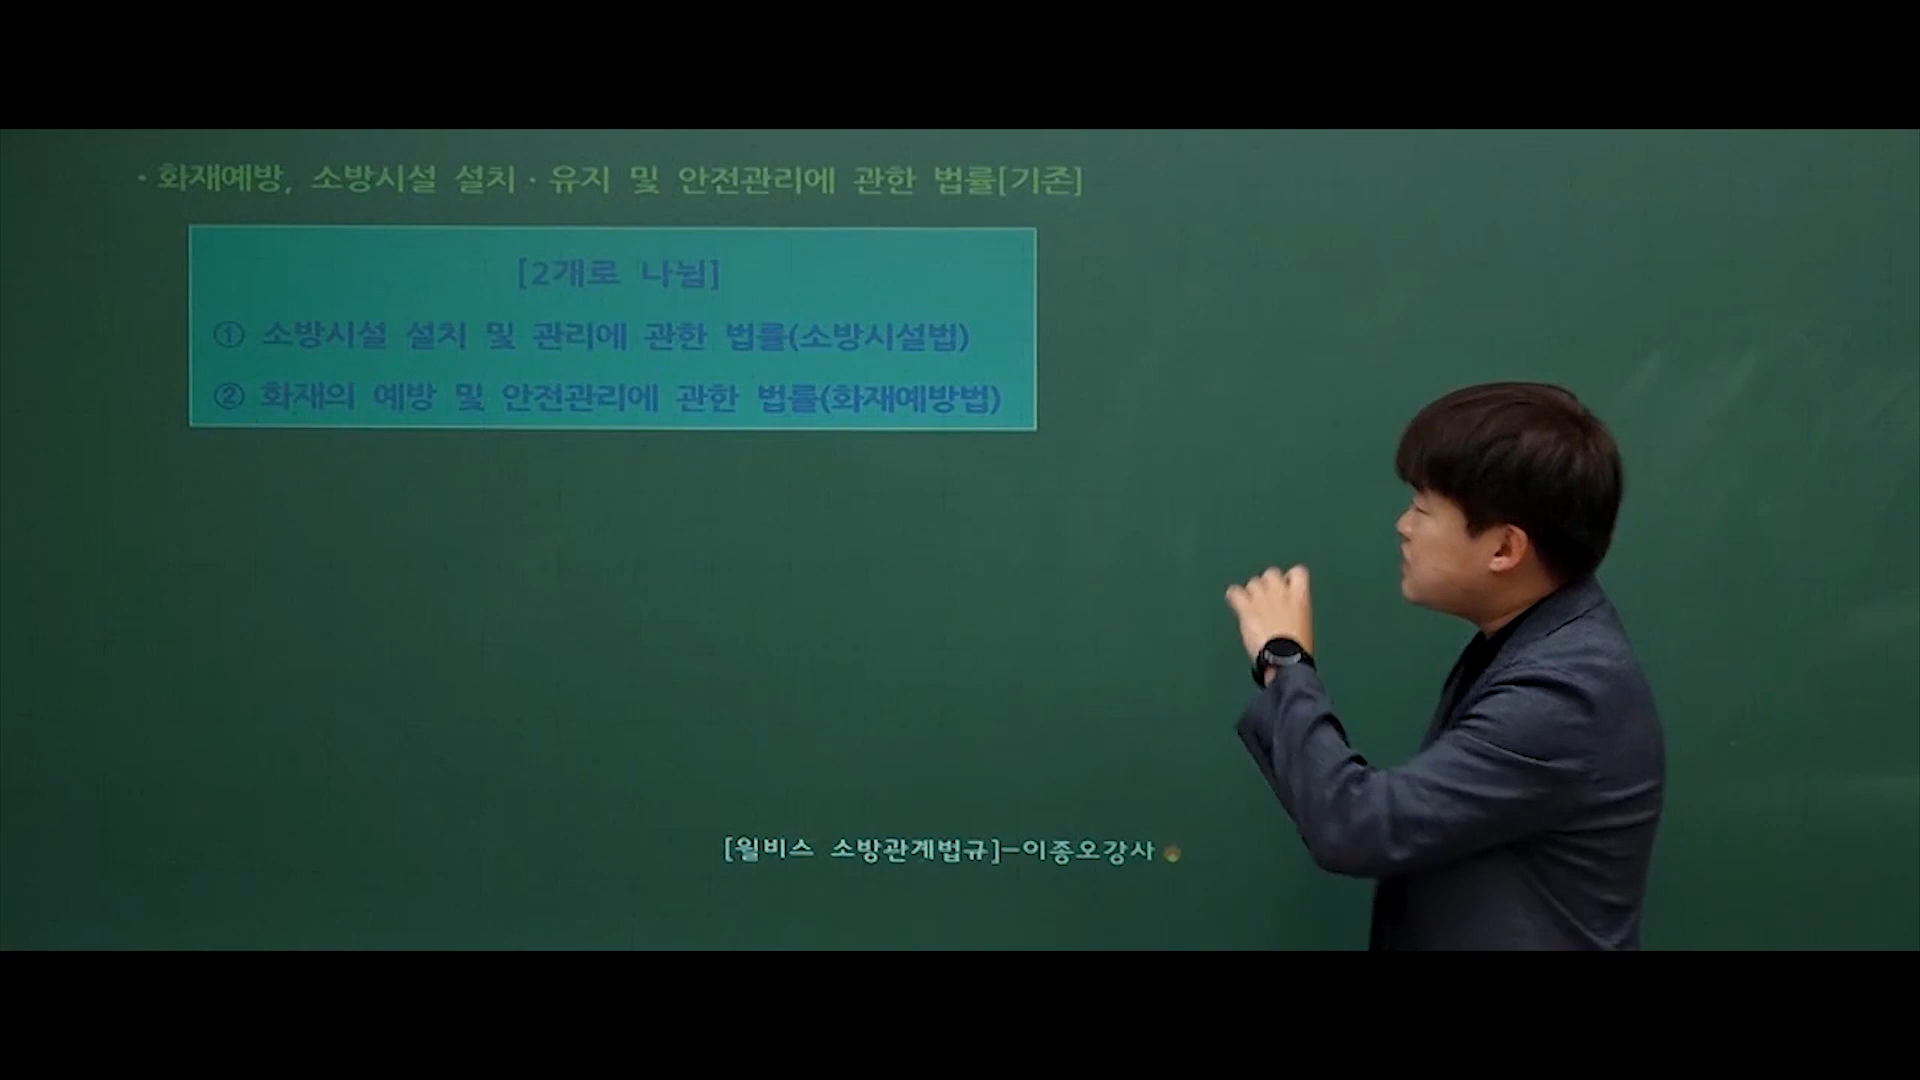 · 화재예방, 소방시설 설치 · 유지 및 안전관리에 관한 법률[기존]
[2개로 나뉨]
① 소방시설 설치 및 관리에 관한 법률(소방시설법)
② 화재의 예방 및 안전관리에 관한 법률(화재예방법)
[윌비스 소방관계법규]-이종오강사